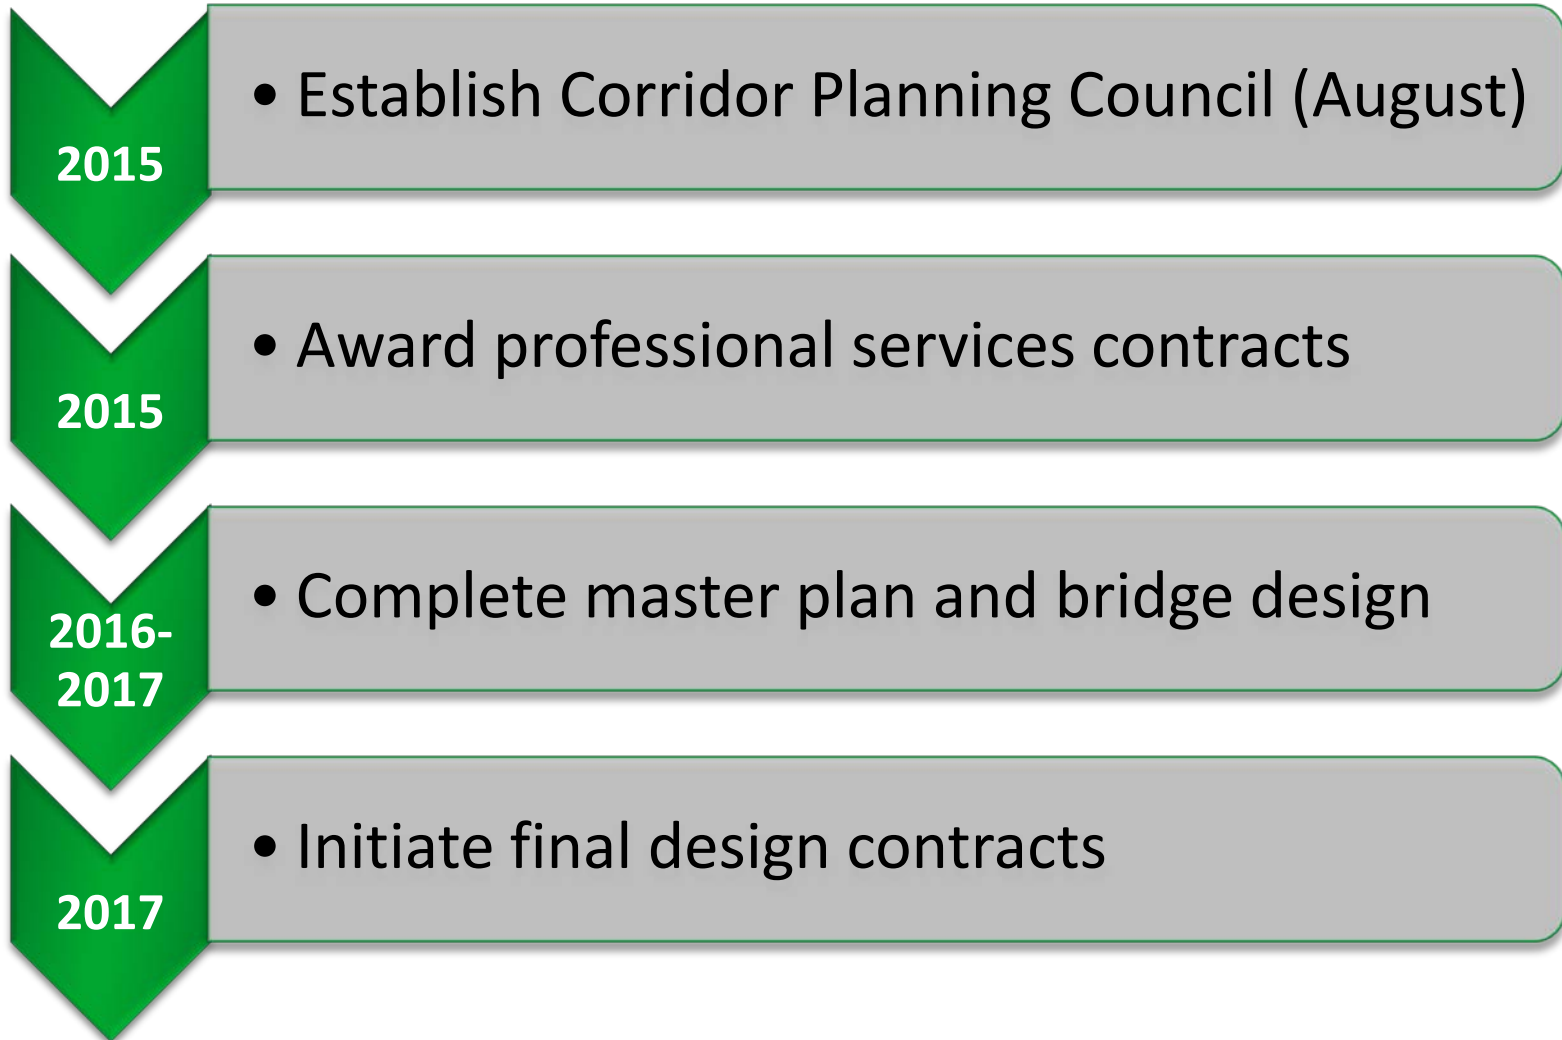 2015
• Establish Corridor Planning Council (August)
2015
• Award professional services contracts
2016-
2017
• Complete master plan and bridge design
2017
• Initiate final design contracts